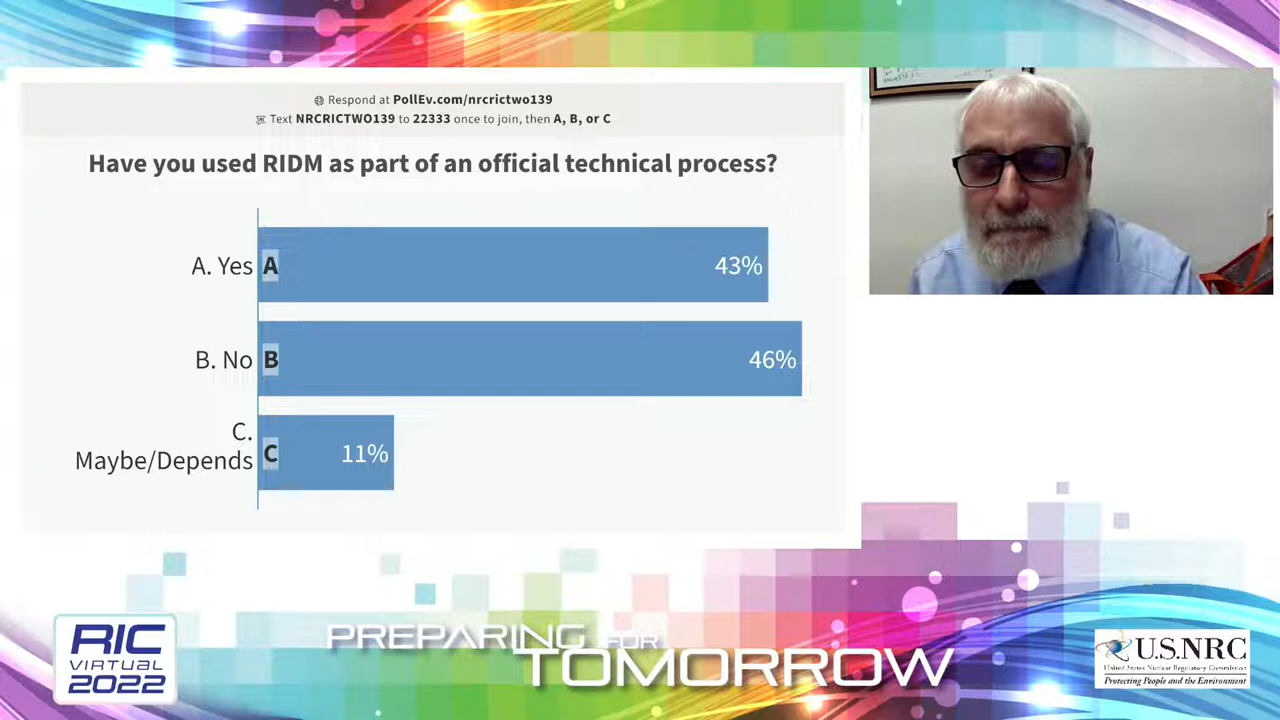 Respond at PollEv.com/nrcrictwo139
Text NRCRICTWO139 to 22333 once to join, then A, B, or C
Have you used RIDM as part of an official technical process?
A. Yes A 43%
B. No B 46%
C.
Maybe/Depends C 11%
RIC
VIRTUAL
2022
PREPARING FOR
TOMORROW
U.S.NRC
United States Nuclear Regulatory Commission
Protecting People and the Environment